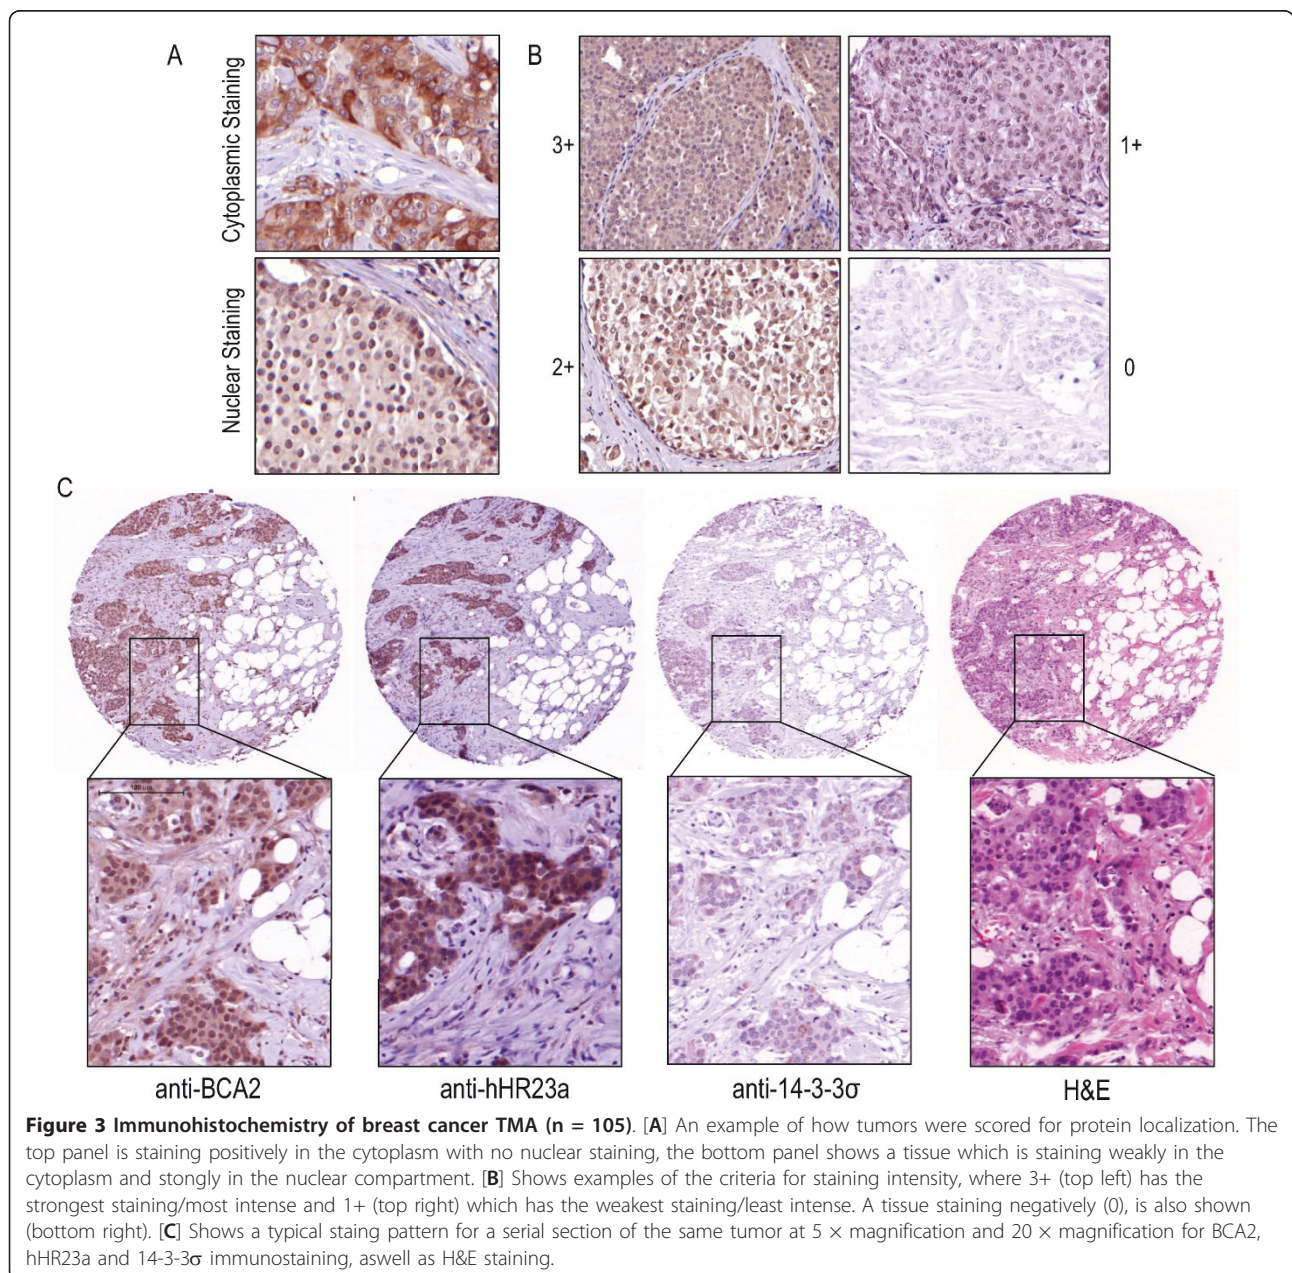 A
Cytoplasmic Staining
Nuclear Staining
B
3+
1+
2+
0
C
100 µm
anti-BCA2
anti-hHR23a
anti-14-3-3σ
H&E
Figure 3 Immunohistochemistry of breast cancer TMA (n = 105). [A] An example of how tumors were scored for protein localization. The
top panel is staining positively in the cytoplasm with no nuclear staining, the bottom panel shows a tissue which is staining weakly in the
cytoplasm and stongly in the nuclear compartment. [B] Shows examples of the criteria for staining intensity, where 3+ (top left) has the
strongest staining/most intense and 1+ (top right) which has the weakest staining/least intense. A tissue staining negatively (0), is also shown
(bottom right). [C] Shows a typical staing pattern for a serial section of the same tumor at 5 × magnification and 20 × magnification for BCA2,
hHR23a and 14-3-3σ immunostaining, aswell as H&E staining.